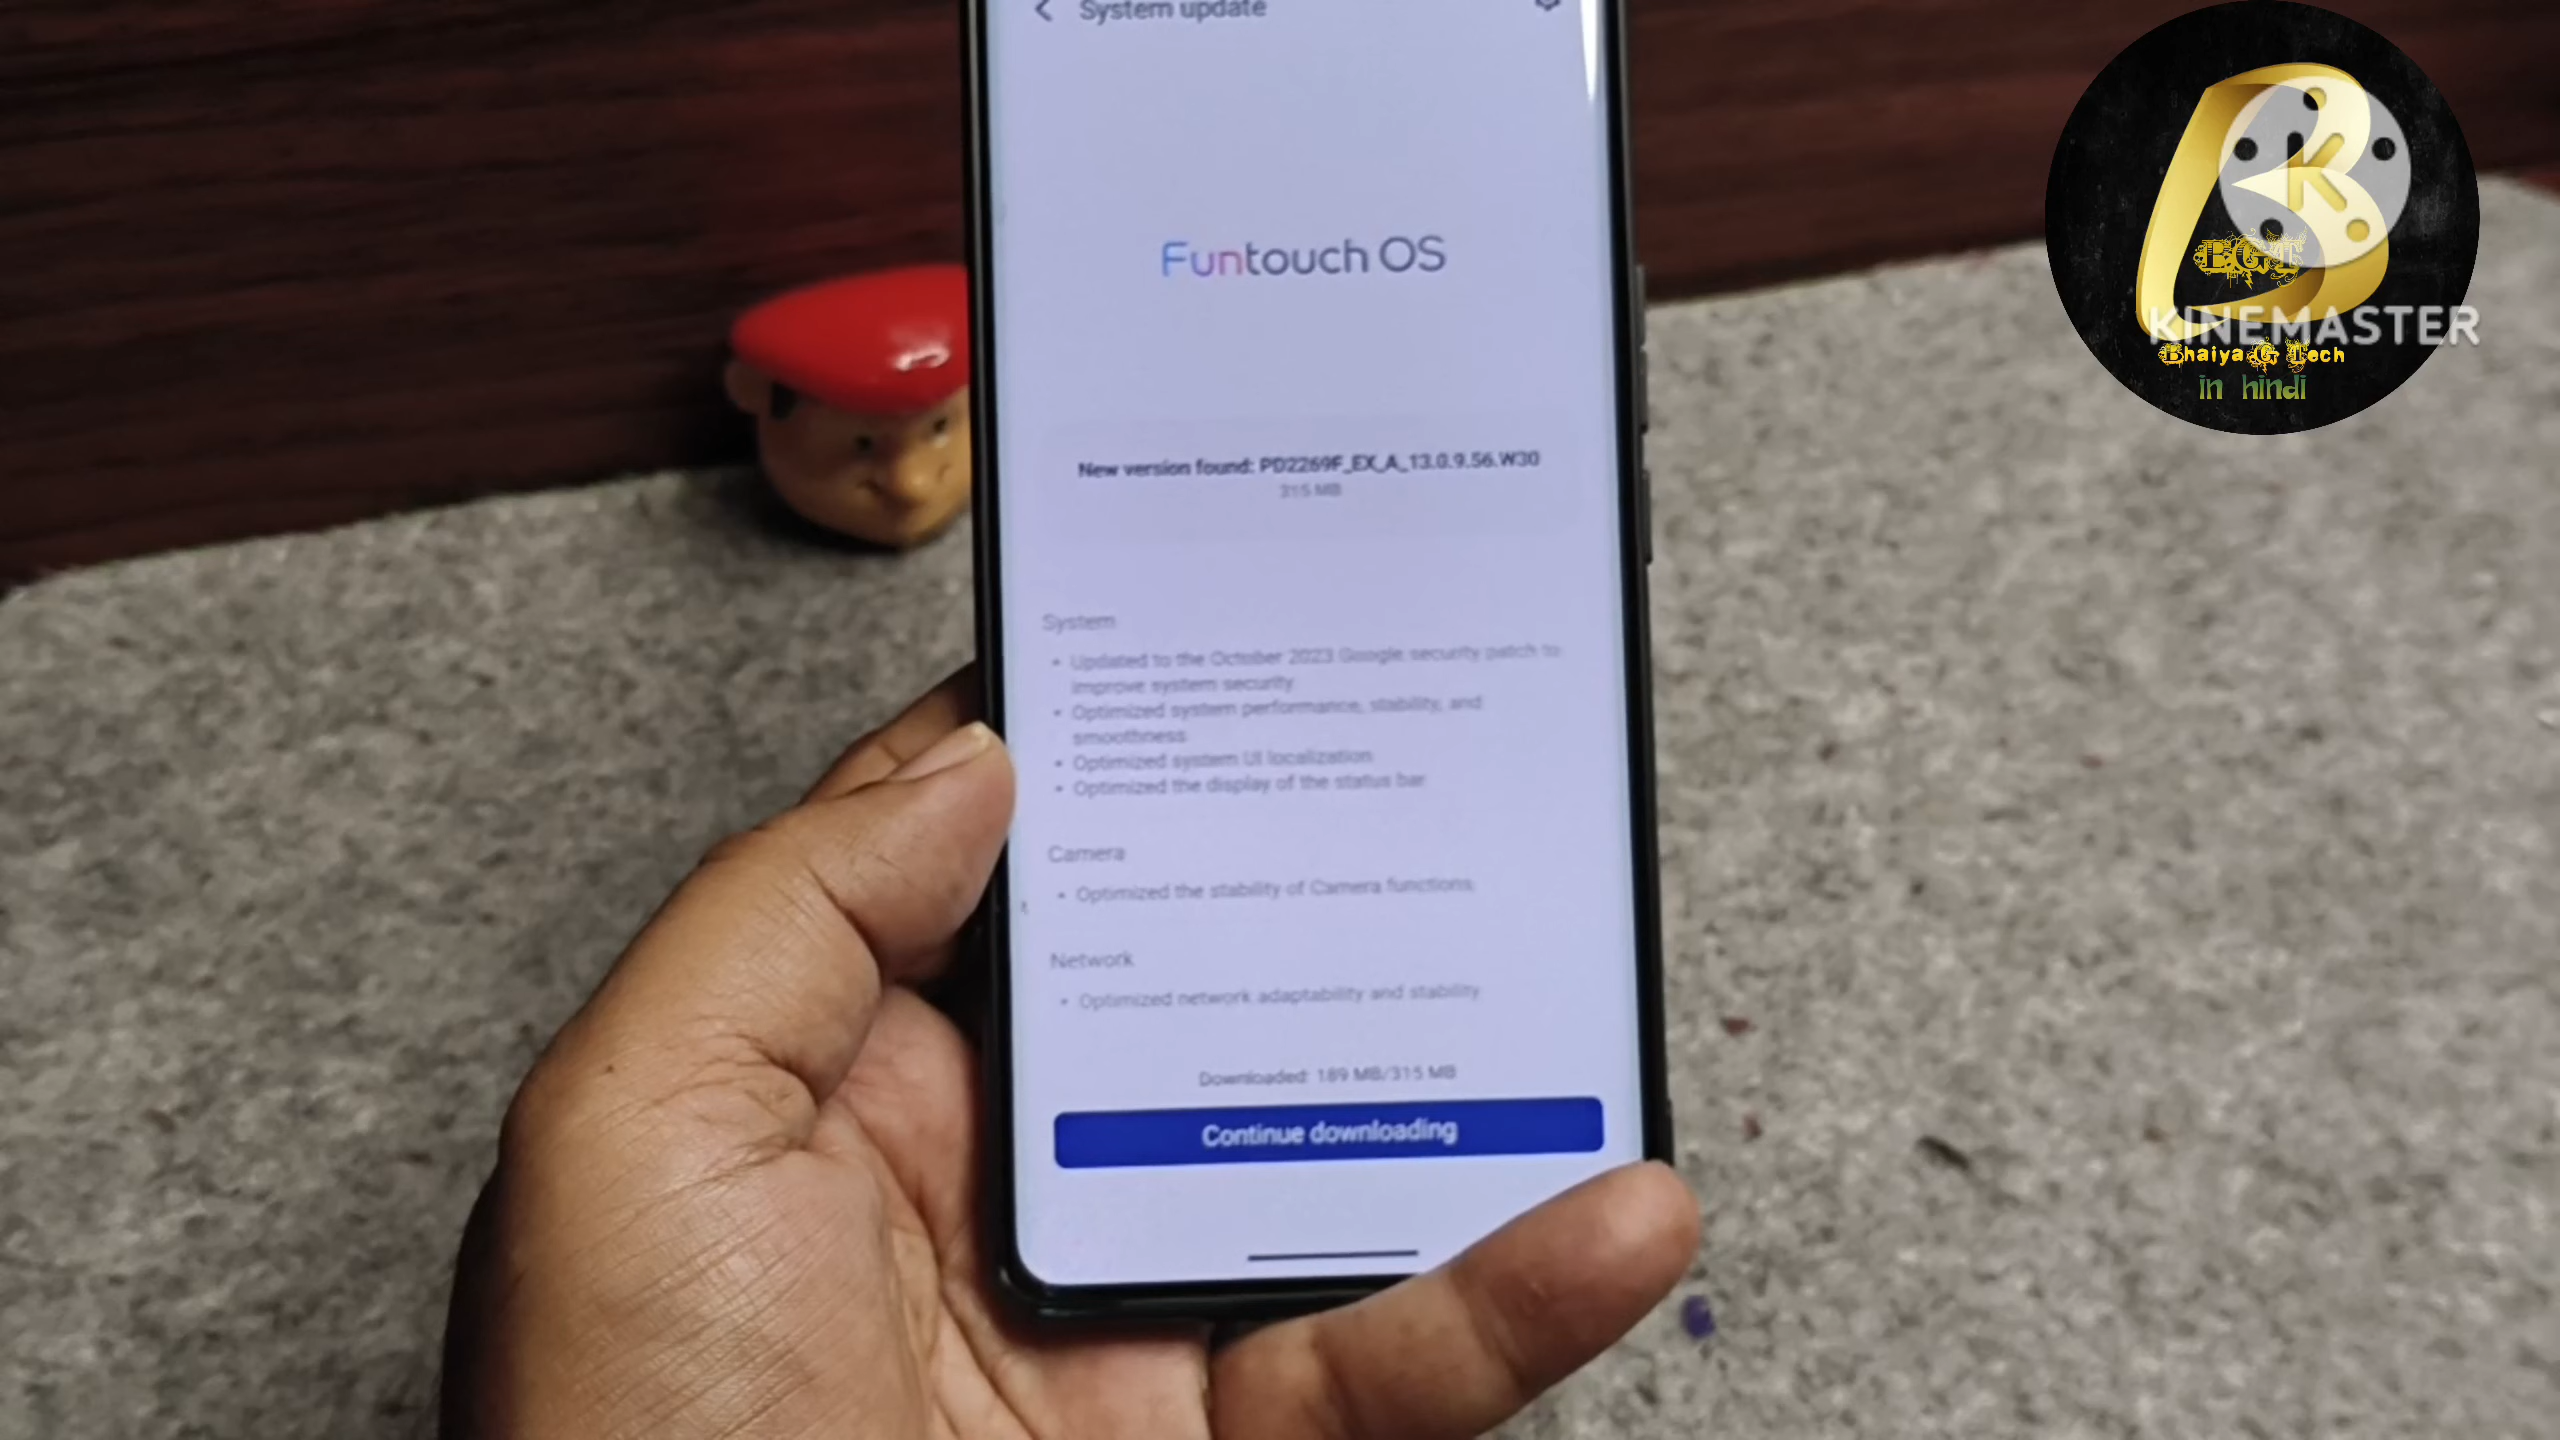 System update
Funtouch OS
New version found: PD2269F_EX_A_13.0.9.56.W30
315 MB
System
• Updated to the October 2023 Google security patch to
improve system security
• Optimized system performance, stability, and
smoothness
• Optimized system UI localization
• Optimized the display of the status bar
Camera
• Optimized the stability of Camera functions
Network
• Optimized network adaptability and stability
Downloaded: 189 MB/315 MB
Continue downloading
K
BGT
KINEMASTER
Bhaiya G Tech
in hindi